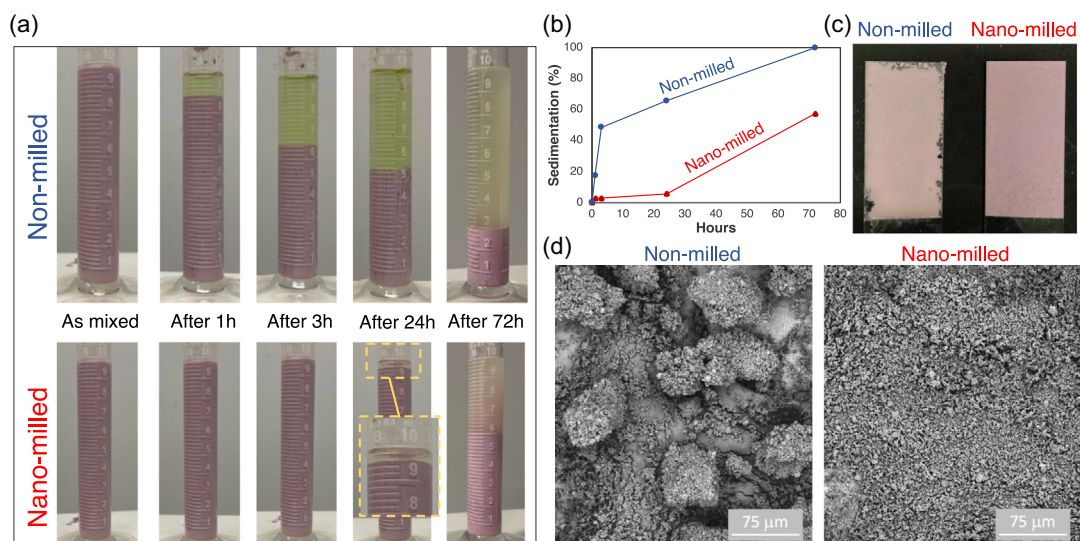 (a)
Non-milled
As mixed
After 1h
After 3h
After 24h
After 72h
Nano-milled
(b)
100
80
60
40
20
0
0 10 20 30 40 50 60 70 80
Sedimentation (%)
Hours
Non-milled
Nano-milled
(c)
Non-milled
Nano-milled
(d)
Non-milled
Nano-milled
75 μm
75 μm